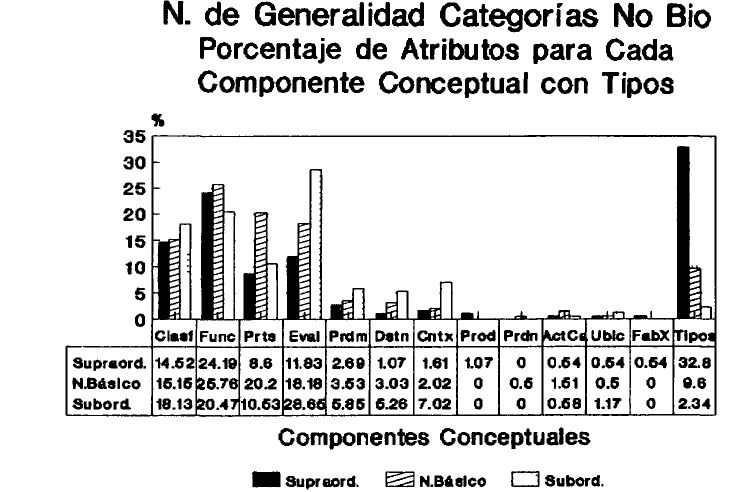 N. de Generalidad Categorías No Bio
Porcentaje de Atributos para Cada
Componente Conceptual con Tipos
%
35
30
25
20
15
10
5
0
Clasf Func Prts Eval Prdm Dstn Cntx Prod Prdn ActCa Ubic FabX Tipos
Supraord. 14.52 24.19 8.6 11.83 2.69 1.07 1.61 1.07 0 0.54 0.54 0.54 32.8
N.Básico 15.15 25.76 20.2 18.18 3.53 3.03 2.02 0 0.5 1.51 0.5 0 9.6
Subord. 18.13 20.47 10.53 28.65 5.85 5.26 7.02 0 0 0.58 1.17 0 2.34
Componentes Conceptuales
Supraord. N.Básico Subord.